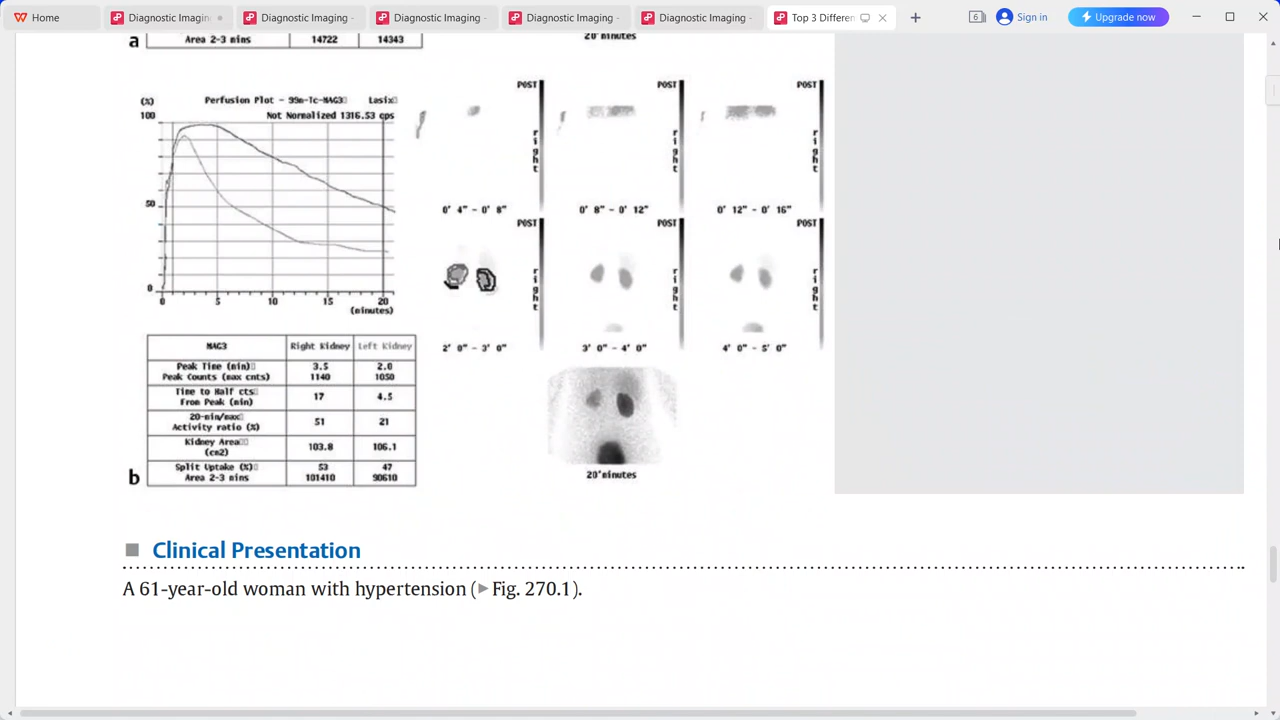 Home
Diagnostic Imagin
Diagnostic Imaging -
Diagnostic Imaging -
Diagnostic Imaging -
Diagnostic Imaging -
Top 3 Differen
6
Sign in
Upgrade now
a
Area 2-3 mins 14722 14343
20'minutes
(%) Perfusion Plot - 99m-Tc-MAG3 Lasix
100 Not Normalized 1316.53 cps
50
0
0 5 10 15 20
(minutes)
POST
right
0' 4" - 0' 8"
POST
right
0' 8" - 0' 12"
POST
right
0' 12" - 0' 16"
POST
right
2' 0" - 3' 0"
POST
right
3' 0" - 4' 0"
POST
right
4' 0" - 5' 0"
20'minutes
MAG3 Right Kidney Left Kidney
Peak Time (min) 3.5 2.0
Peak Counts (max cnts) 1140 1050
Time to Half cts
From Peak (min) 17 4.5
20-min/max
Activity ratio (%) 51 21
Kidney Area
(cm2) 103.8 106.1
Split Uptake (%) 53 47
Area 2-3 mins 101410 90610
b
Clinical Presentation
A 61-year-old woman with hypertension (▶ Fig. 270.1).